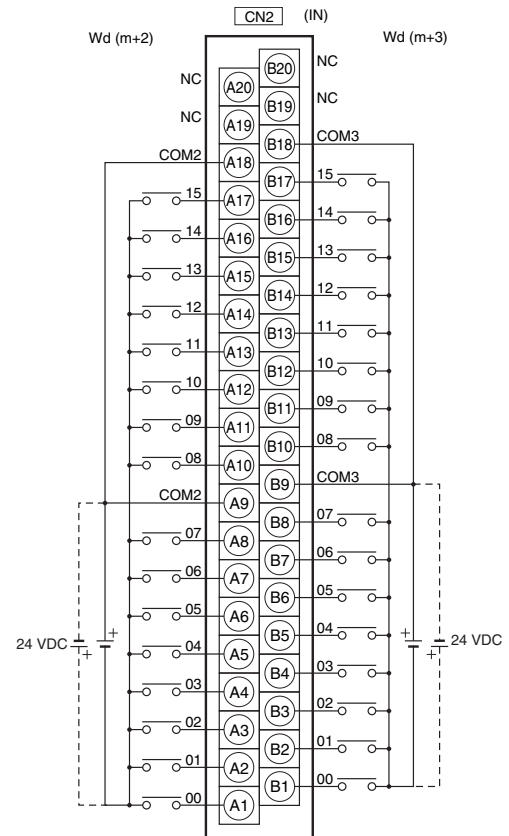 CN2 (IN)
Wd (m+2)
Wd (m+3)
NC A20
NC A19
COM2 A18
15 A17
14 A16
13 A15
12 A14
11 A13
10 A12
09 A11
08 A10
COM2 A9
07 A8
06 A7
05 A6
04 A5
03 A4
02 A3
01 A2
00 A1
24 VDC
+
+
B20 NC
B19 NC
B18 COM3
B17 15
B16 14
B15 13
B14 12
B13 11
B12 10
B11 09
B10 08
B9 COM3
B8 07
B7 06
B6 05
B5 04
B4 03
B3 02
B2 01
B1 00
+
+
24 VDC